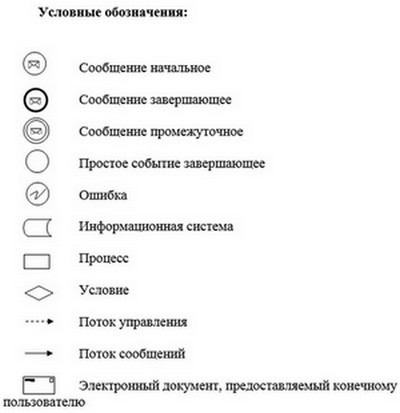 Условные обозначения:
Сообщение начальное
Сообщение завершающее
Сообщение промежуточное
Простое событие завершающее
Ошибка
Информационная система
Процесс
Условие
Поток управления
Поток сообщений
Электронный документ, предоставляемый конечному
пользователю